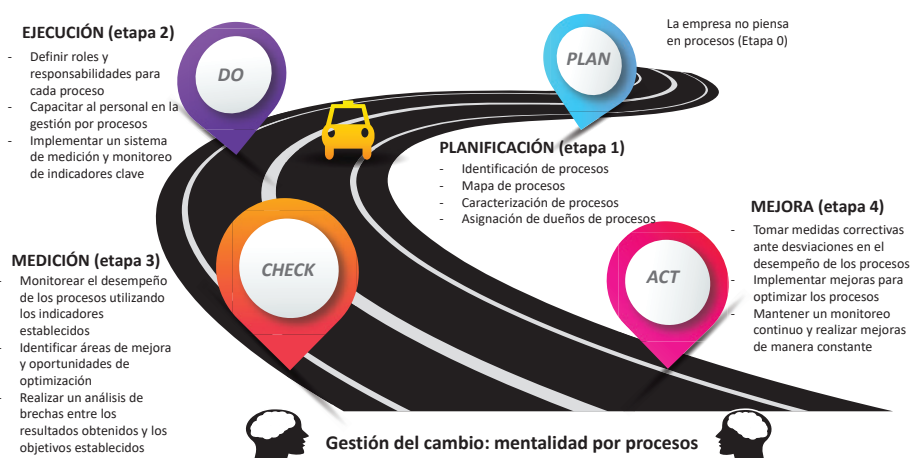 La empresa no piensa
en procesos (Etapa 0)
PLAN
PLANIFICACIÓN (etapa 1)
- Identificación de procesos
- Mapa de procesos
- Caracterización de procesos
- Asignación de dueños de procesos
EJECUCIÓN (etapa 2)
- Definir roles y
responsabilidades para
cada proceso
- Capacitar al personal en la
gestión por procesos
- Implementar un sistema
de medición y monitoreo
de indicadores clave
DO
MEDICIÓN (etapa 3)
- Monitorear el desempeño
de los procesos utilizando
los indicadores
establecidos
- Identificar áreas de mejora
y oportunidades de
optimización
- Realizar un análisis de
brechas entre los
resultados obtenidos y los
objetivos establecidos
CHECK
MEJORA (etapa 4)
- Tomar medidas correctivas
ante desviaciones en el
desempeño de los procesos
- Implementar mejoras para
optimizar los procesos
- Mantener un monitoreo
continuo y realizar mejoras
de manera constante
ACT
Gestión del cambio: mentalidad por procesos